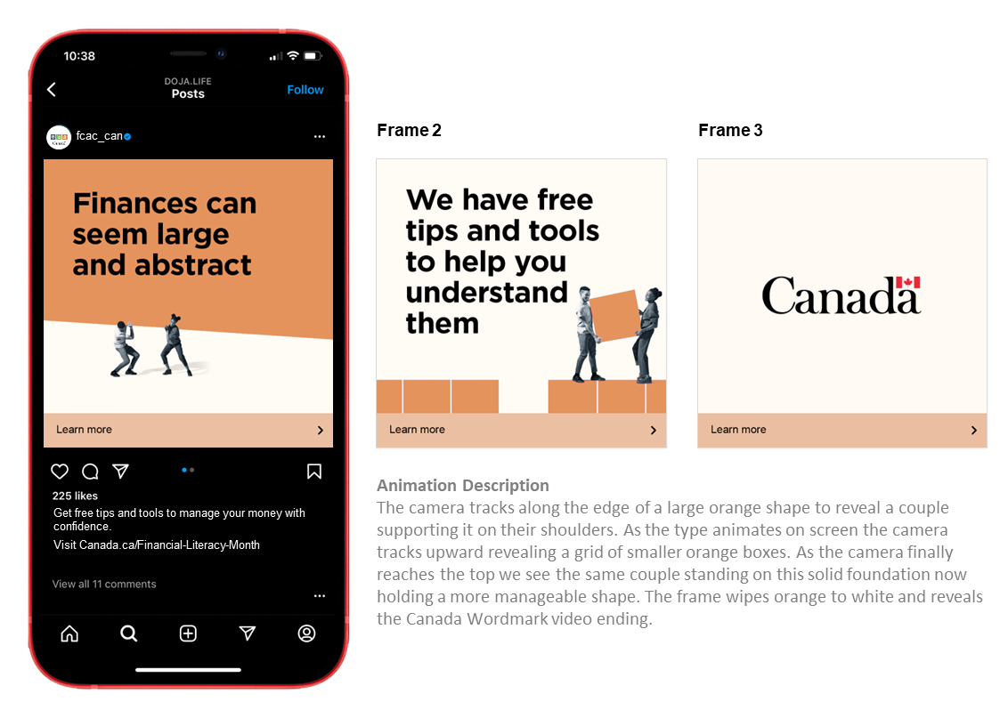 10:38
DOJA.LIFE
Posts
Follow
fcac_can
Finances can
seem large
and abstract
Learn more
225 likes
Get free tips and tools to manage your money with
confidence.
Visit Canada.ca/Financial-Literacy-Month
View all 11 comments
Frame 2
We have free
tips and tools
to help you
understand
them
Learn more
Frame 3
Canada
Learn more
Animation Description
The camera tracks along the edge of a large orange shape to reveal a couple
supporting it on their shoulders. As the type animates on screen the camera
tracks upward revealing a grid of smaller orange boxes. As the camera finally
reaches the top we see the same couple standing on this solid foundation now
holding a more manageable shape. The frame wipes orange to white and reveals
the Canada Wordmark video ending.